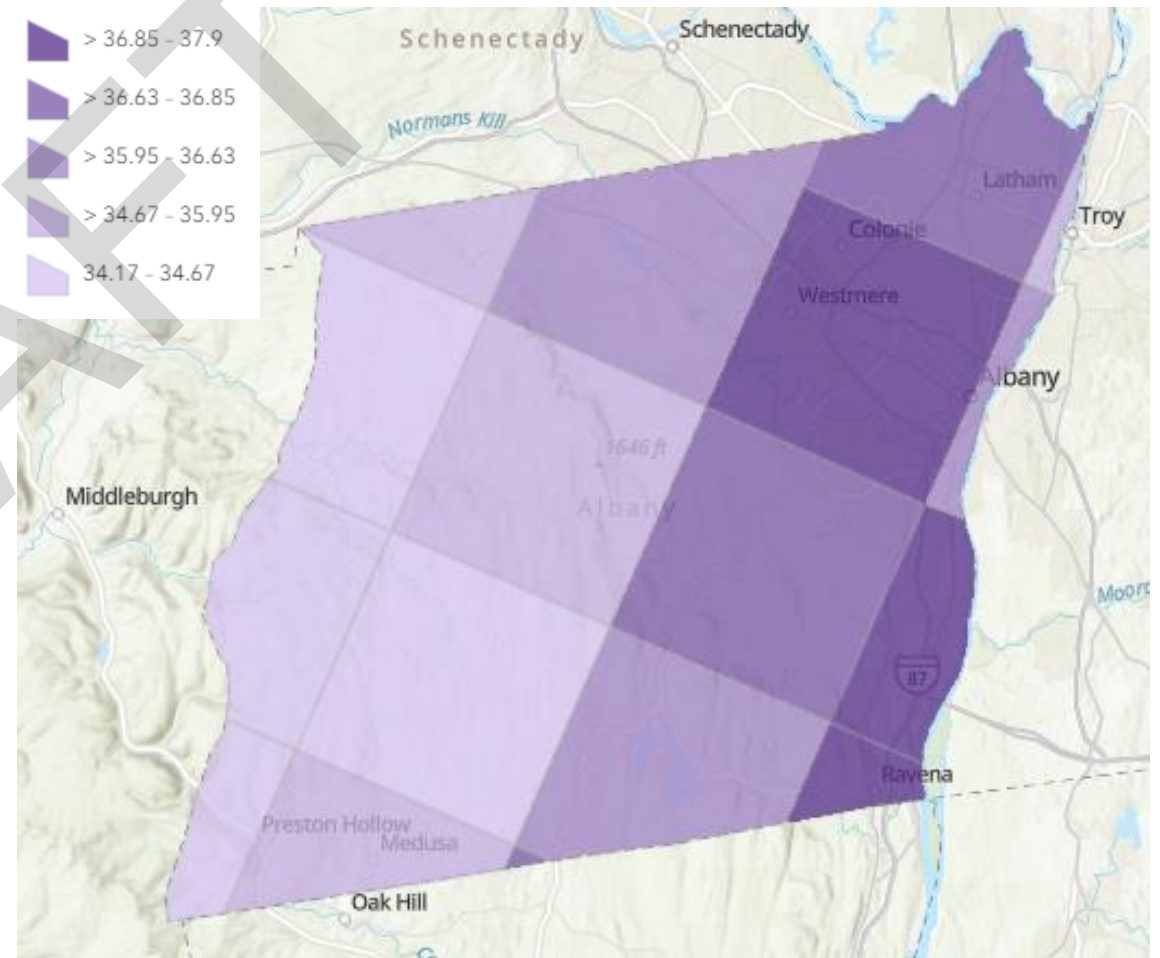 > 36.85 - 37.9
> 36.63 - 36.85
> 35.95 - 36.63
> 34.67 - 35.95
34.17 - 34.67
Schenectady
Schenectady
Normans Kill
Latham
Troy
Colonie
Westmere
Albany
1646 ft
Middleburgh
Albany
87
Ravena
Preston Hollow
Medusa
Oak Hill